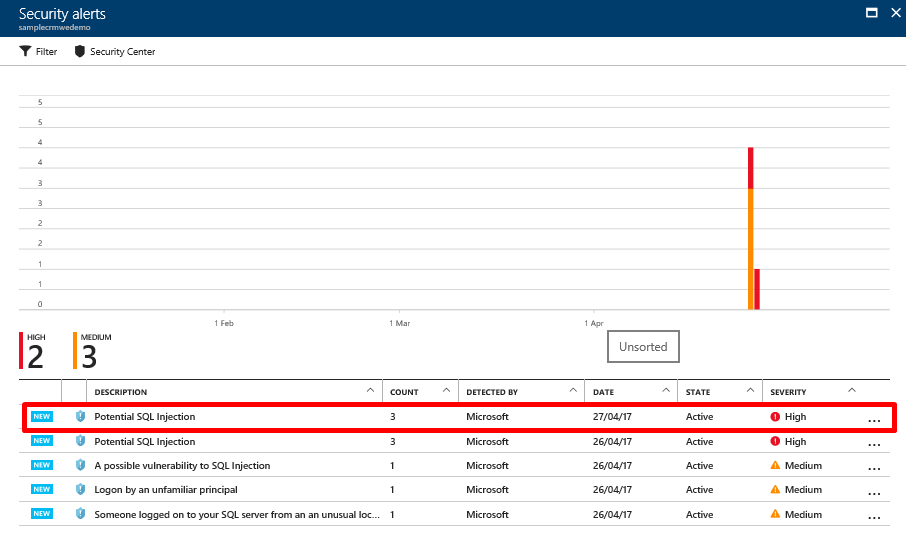 Security alerts
samplecrmwedemo
Filter Security Center
5
5
4
4
3
3
2
2
1
1
0
1 Feb 1 Mar 1 Apr
HIGH MEDIUM
2 3
Unsorted
DESCRIPTION COUNT DETECTED BY DATE STATE SEVERITY
NEW Potential SQL Injection 3 Microsoft 27/04/17 Active High ...
NEW Potential SQL Injection 3 Microsoft 26/04/17 Active High ...
NEW A possible vulnerability to SQL Injection 1 Microsoft 26/04/17 Active Medium ...
NEW Logon by an unfamiliar principal 1 Microsoft 26/04/17 Active Medium ...
NEW Someone logged on to your SQL server from an an unusual loc... 1 Microsoft 26/04/17 Active Medium ...